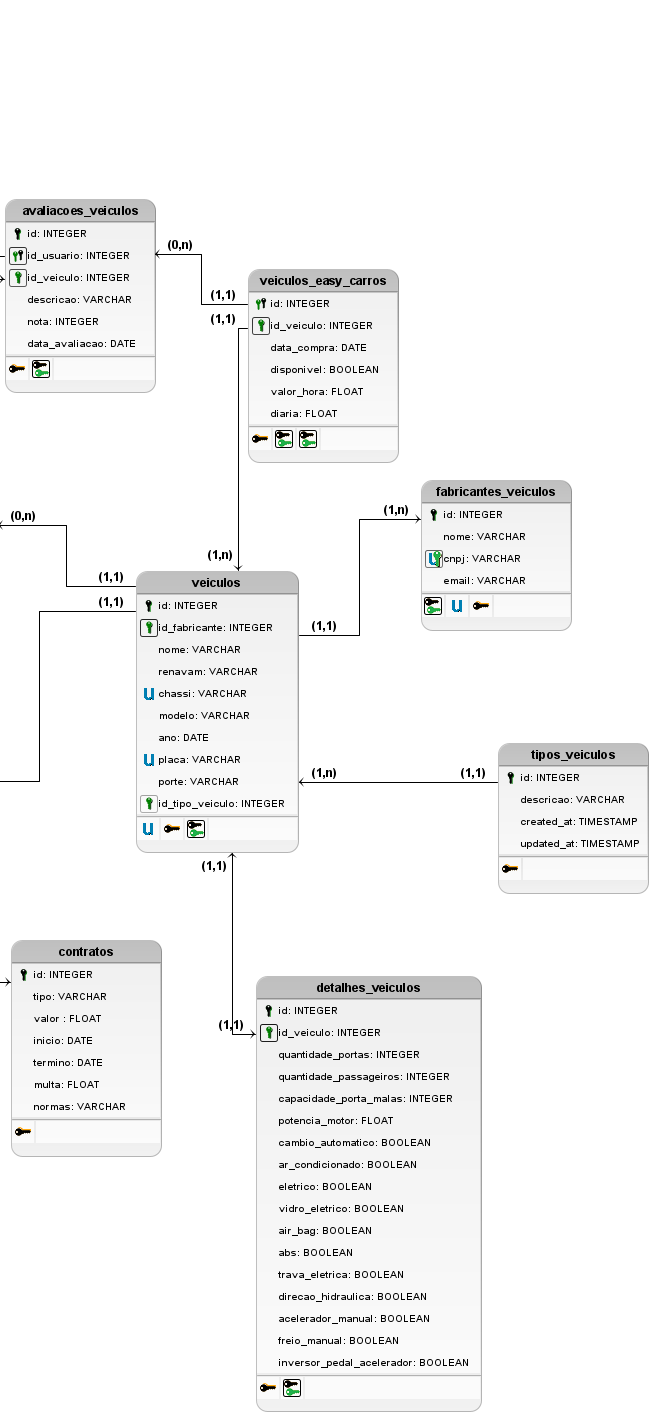 avaliacoes_veiculos
id: INTEGER
id_usuario: INTEGER
id_veiculo: INTEGER
descricao: VARCHAR
nota: INTEGER
data_avaliacao: DATE
(0,n)
(1,1)
(1,1)
veiculos_easy_carros
id: INTEGER
id_veiculo: INTEGER
data_compra: DATE
disponivel: BOOLEAN
valor_hora: FLOAT
diaria: FLOAT
(1,n)
fabricantes_veiculos
id: INTEGER
nome: VARCHAR
U cnpj: VARCHAR
email: VARCHAR
U
(1,n)
(1,1)
(0,n)
(1,1)
(1,1)
veiculos
id: INTEGER
id_fabricante: INTEGER
nome: VARCHAR
renavam: VARCHAR
U chassi: VARCHAR
modelo: VARCHAR
ano: DATE
U placa: VARCHAR
porte: VARCHAR
id_tipo_veiculo: INTEGER
U
(1,n)
(1,1)
tipos_veiculos
id: INTEGER
descricao: VARCHAR
created_at: TIMESTAMP
updated_at: TIMESTAMP
(1,1)
(1,1)
contratos
id: INTEGER
tipo: VARCHAR
valor : FLOAT
inicio: DATE
termino: DATE
multa: FLOAT
normas: VARCHAR
detalhes_veiculos
id: INTEGER
id_veiculo: INTEGER
quantidade_portas: INTEGER
quantidade_passageiros: INTEGER
capacidade_porta_malas: INTEGER
potencia_motor: FLOAT
cambio_automatico: BOOLEAN
ar_condicionado: BOOLEAN
eletrico: BOOLEAN
vidro_eletrico: BOOLEAN
air_bag: BOOLEAN
abs: BOOLEAN
trava_eletrica: BOOLEAN
direcao_hidraulica: BOOLEAN
acelerador_manual: BOOLEAN
freio_manual: BOOLEAN
inversor_pedal_acelerador: BOOLEAN